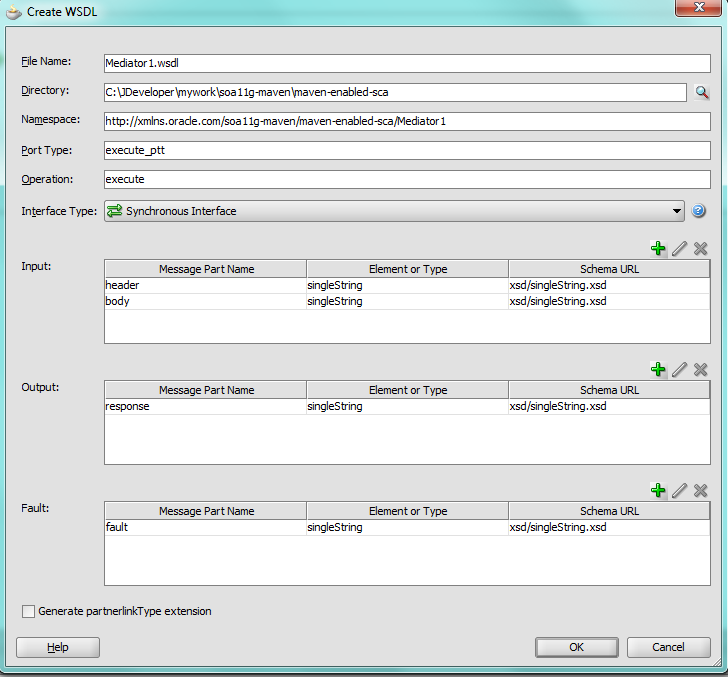 Create WSDL
File Name: Mediator1.wsdl
Directory: C:\JDeveloper\mywork\soa11g-maven\maven-enabled-sca
Namespace: http://xmlns.oracle.com/soa11g-maven/maven-enabled-sca/Mediator1
Port Type: execute_ptt
Operation: execute
Interface Type: Synchronous Interface
Input:
Message Part Name Element or Type Schema URL
header singleString xsd/singleString.xsd
body singleString xsd/singleString.xsd
Output:
Message Part Name Element or Type Schema URL
response singleString xsd/singleString.xsd
Fault:
Message Part Name Element or Type Schema URL
fault singleString xsd/singleString.xsd
Generate partnerlinkType extension
Help OK Cancel